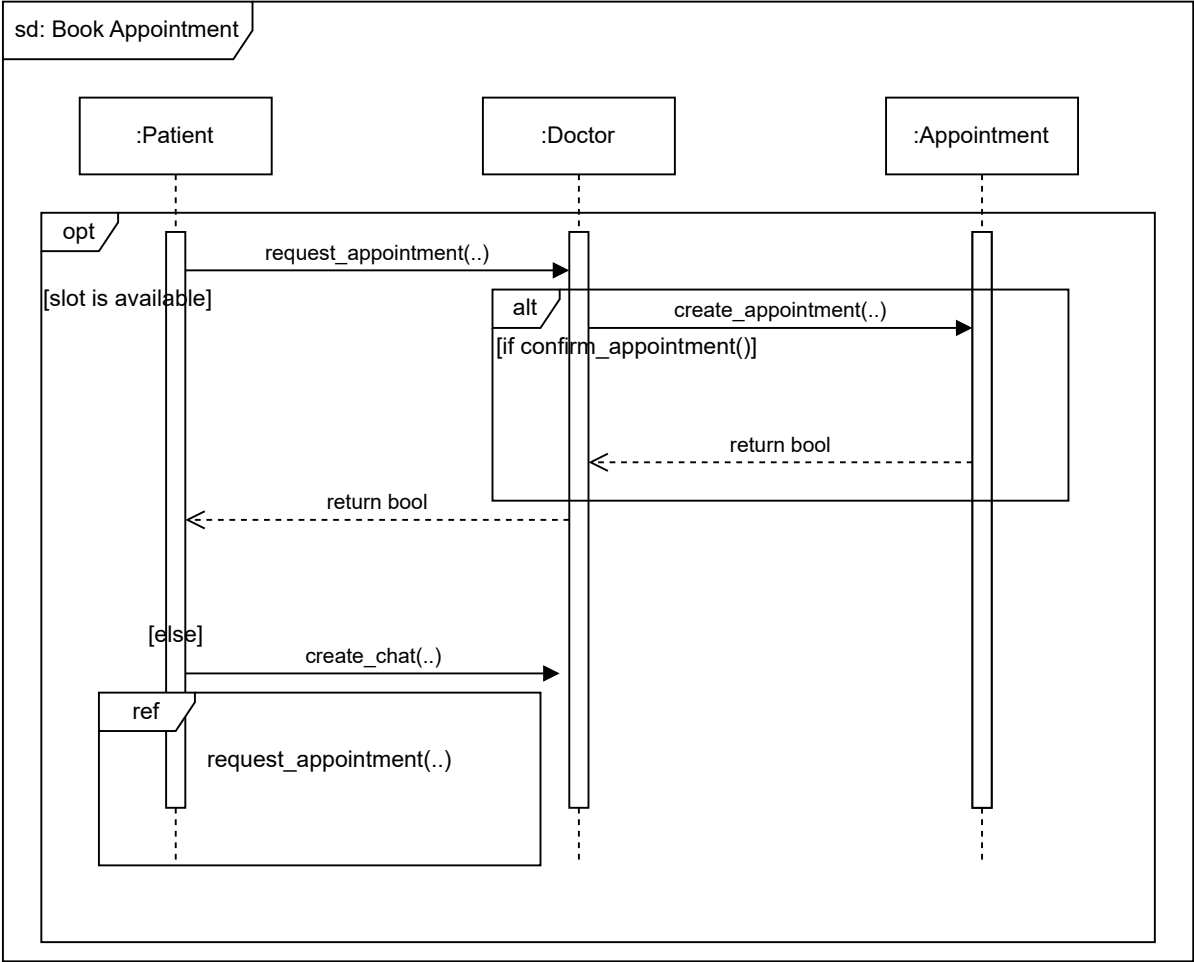 sd: Book Appointment
:Patient
:Doctor
:Appointment
opt
request_appointment(..)
[slot is available]
alt
create_appointment(..)
[if confirm_appointment()]
return bool
return bool
[else]
create_chat(..)
ref
request_appointment(..)